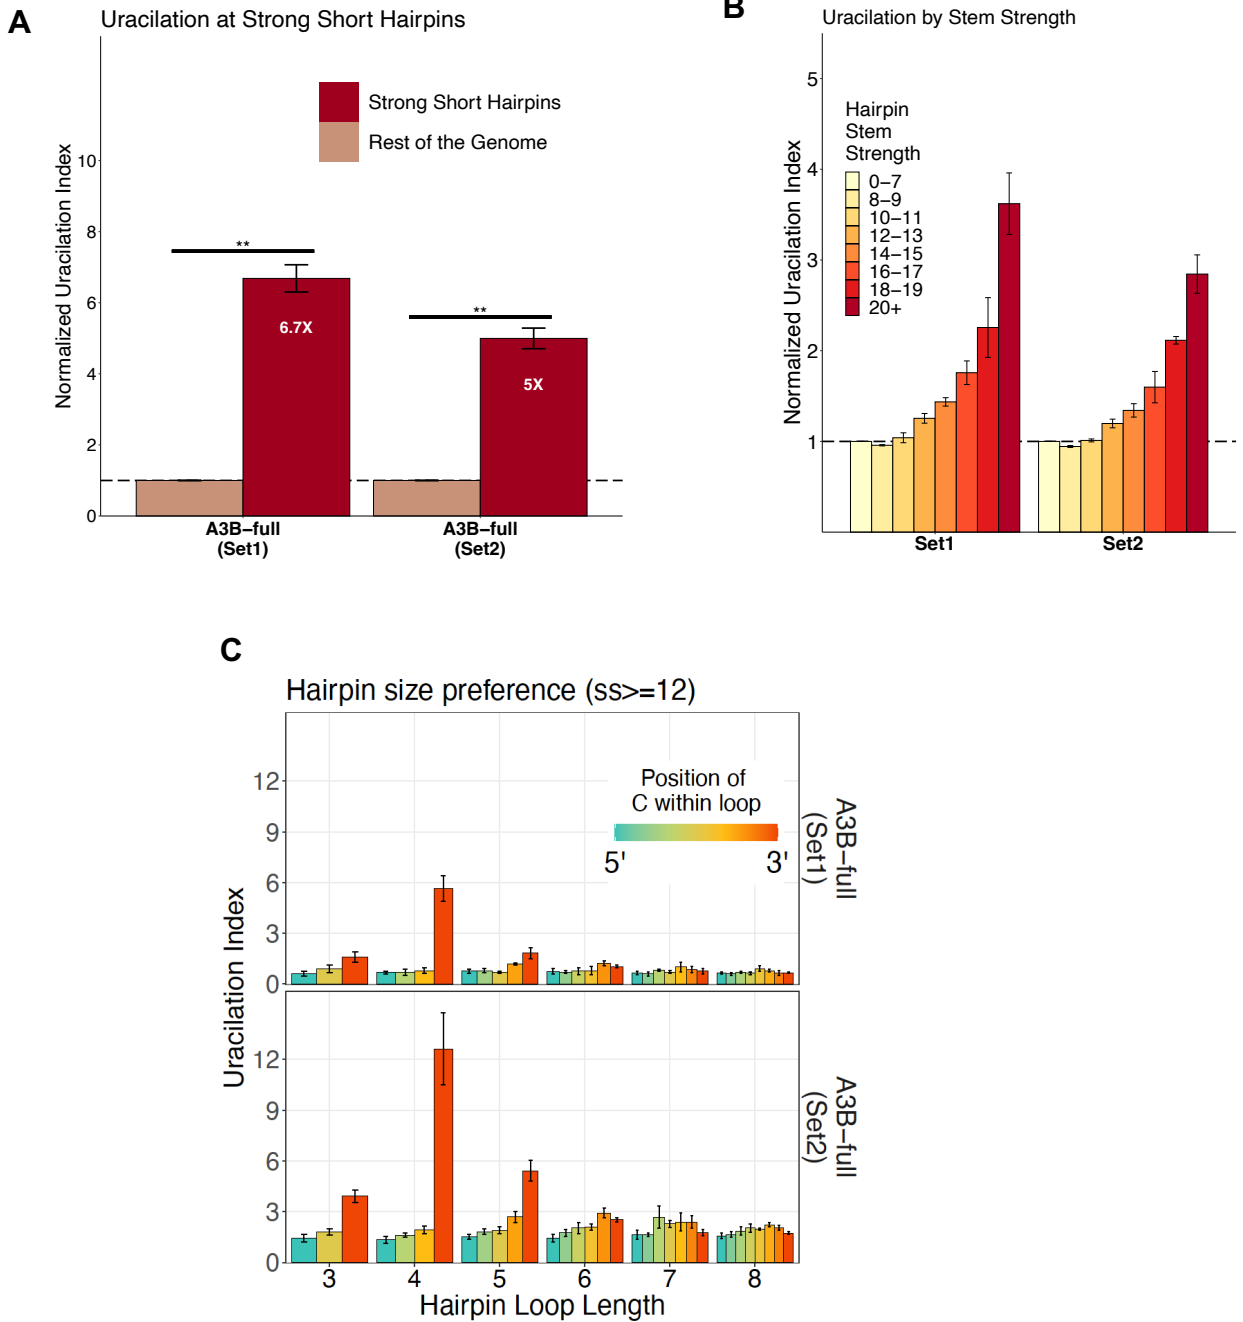 A
Uracilation at Strong Short Hairpins
Strong Short Hairpins
Rest of the Genome
Normalized Uracilation Index
10
8
6
4
2
0
**
6.7X
**
5X
A3B−full
(Set1)
A3B−full
(Set2)
B
Uracilation by Stem Strength
Normalized Uracilation Index
5
4
3
2
1
Hairpin
Stem
Strength
0−7
8−9
10−11
12−13
14−15
16−17
18−19
20+
Set1
Set2
C
Hairpin size preference (ss>=12)
Position of
C within loop
5'
3'
Uracilation Index
12
9
6
3
0
A3B−full
(Set1)
12
9
6
3
0
A3B−full
(Set2)
3 4 5 6 7 8
Hairpin Loop Length